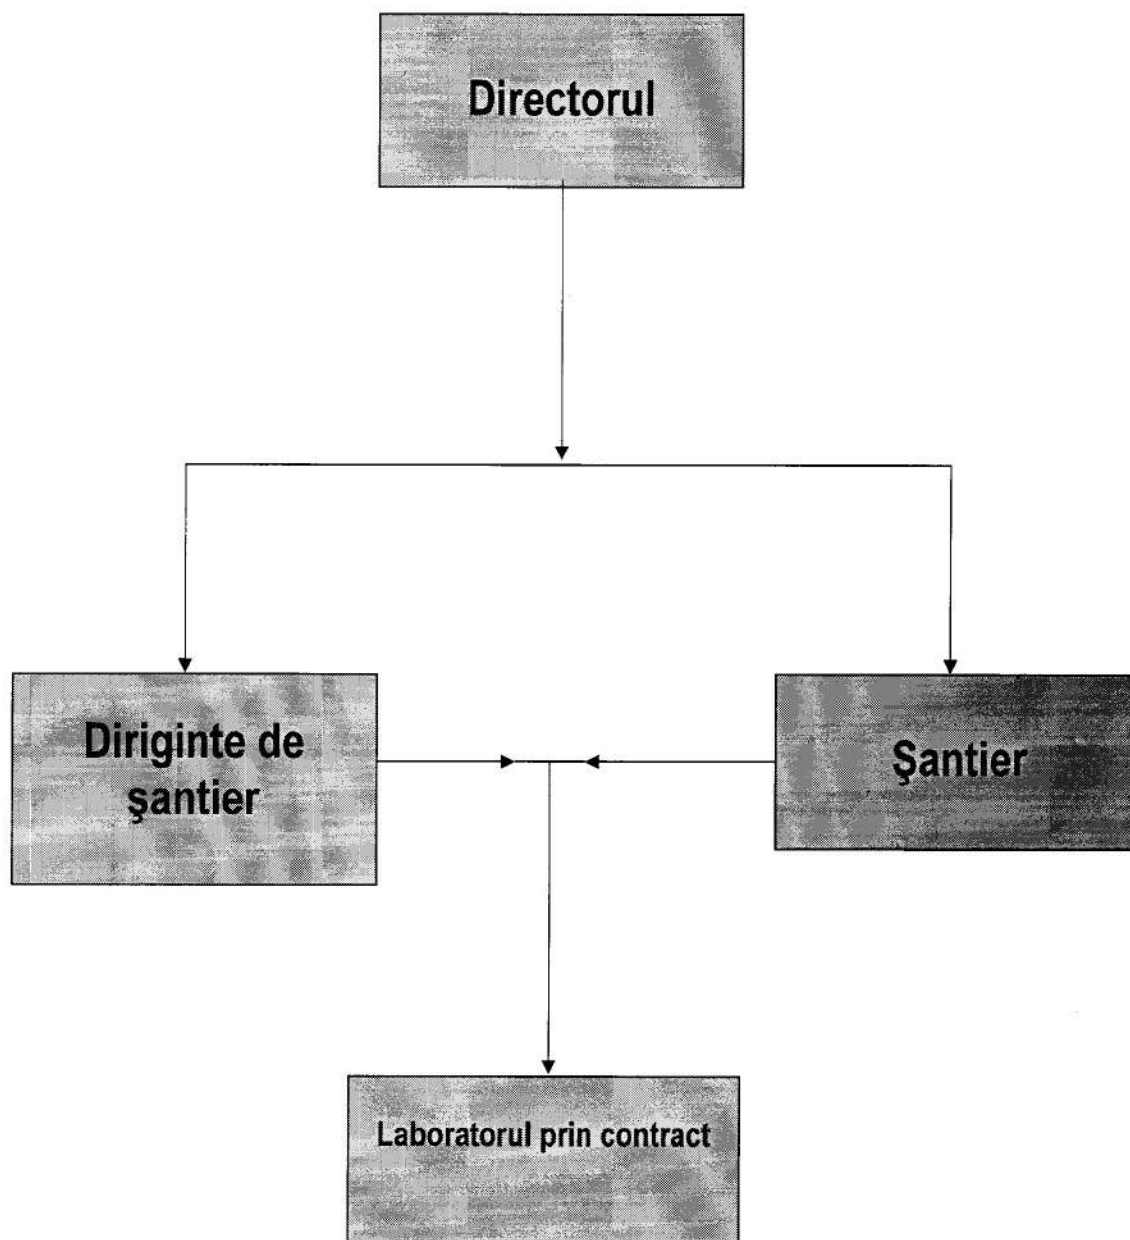 Directorul
Diriginte de
şantier
Şantier
Laboratorul prin contract